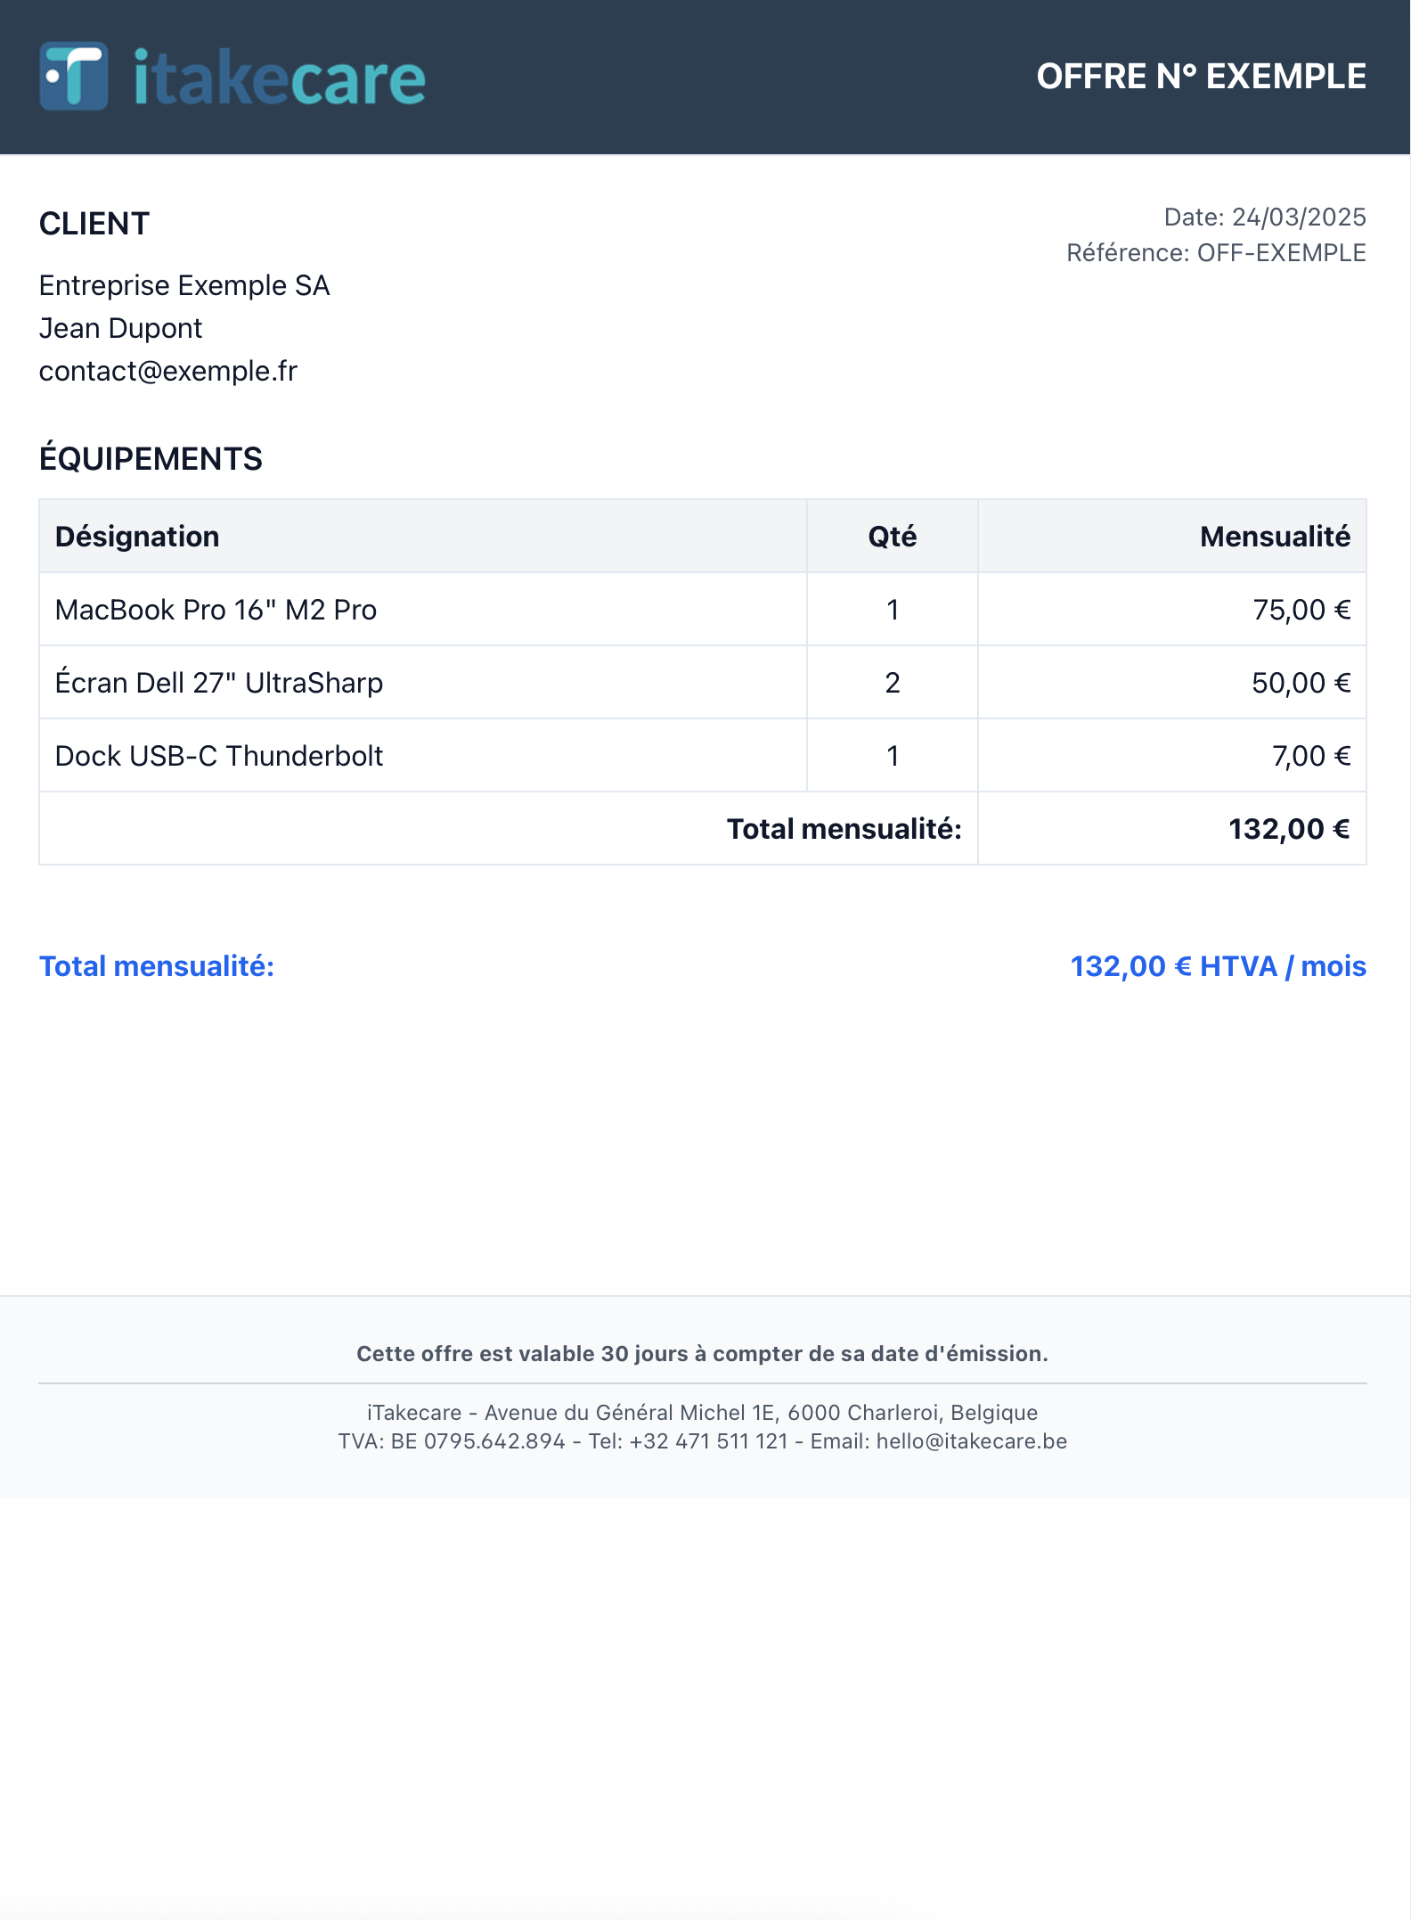 itakecare
OFFRE N° EXEMPLE
CLIENT
Date: 24/03/2025
Référence: OFF-EXEMPLE
Entreprise Exemple SA
Jean Dupont
contact@exemple.fr
ÉQUIPEMENTS
Désignation Qté Mensualité
MacBook Pro 16" M2 Pro 1 75,00 €
Écran Dell 27" UltraSharp 2 50,00 €
Dock USB-C Thunderbolt 1 7,00 €
Total mensualité: 132,00 €
Total mensualité: 132,00 € HTVA / mois
Cette offre est valable 30 jours à compter de sa date d'émission.
iTakecare - Avenue du Général Michel 1E, 6000 Charleroi, Belgique
TVA: BE 0795.642.894 - Tel: +32 471 511 121 - Email: hello@itakecare.be